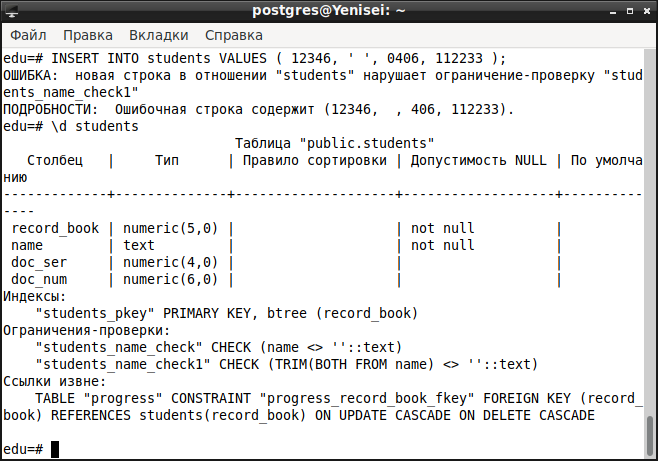 postgres@Yenisei: ~
Файл Правка Вкладки Справка
edu=# INSERT INTO students VALUES ( 12346, ' ', 0406, 112233 );
ОШИБКА:  новая строка в отношении "students" нарушает ограничение-проверку "stud
ents_name_check1"
ПОДРОБНОСТИ:  Ошибочная строка содержит (12346,  , 406, 112233).
edu=# \d students
                             Таблица "public.students"
   Столбец   |     Тип      | Правило сортировки | Допустимость NULL | По умолча
нию
-------------+--------------+--------------------+-------------------+----------
----
 record_book | numeric(5,0) |                    | not null          |
 name        | text         |                    | not null          |
 doc_ser     | numeric(4,0) |                    |                   |
 doc_num     | numeric(6,0) |                    |                   |
Индексы:
    "students_pkey" PRIMARY KEY, btree (record_book)
Ограничения-проверки:
    "students_name_check" CHECK (name <> ''::text)
    "students_name_check1" CHECK (TRIM(BOTH FROM name) <> ''::text)
Ссылки извне:
    TABLE "progress" CONSTRAINT "progress_record_book_fkey" FOREIGN KEY (record_
book) REFERENCES students(record_book) ON UPDATE CASCADE ON DELETE CASCADE
edu=#